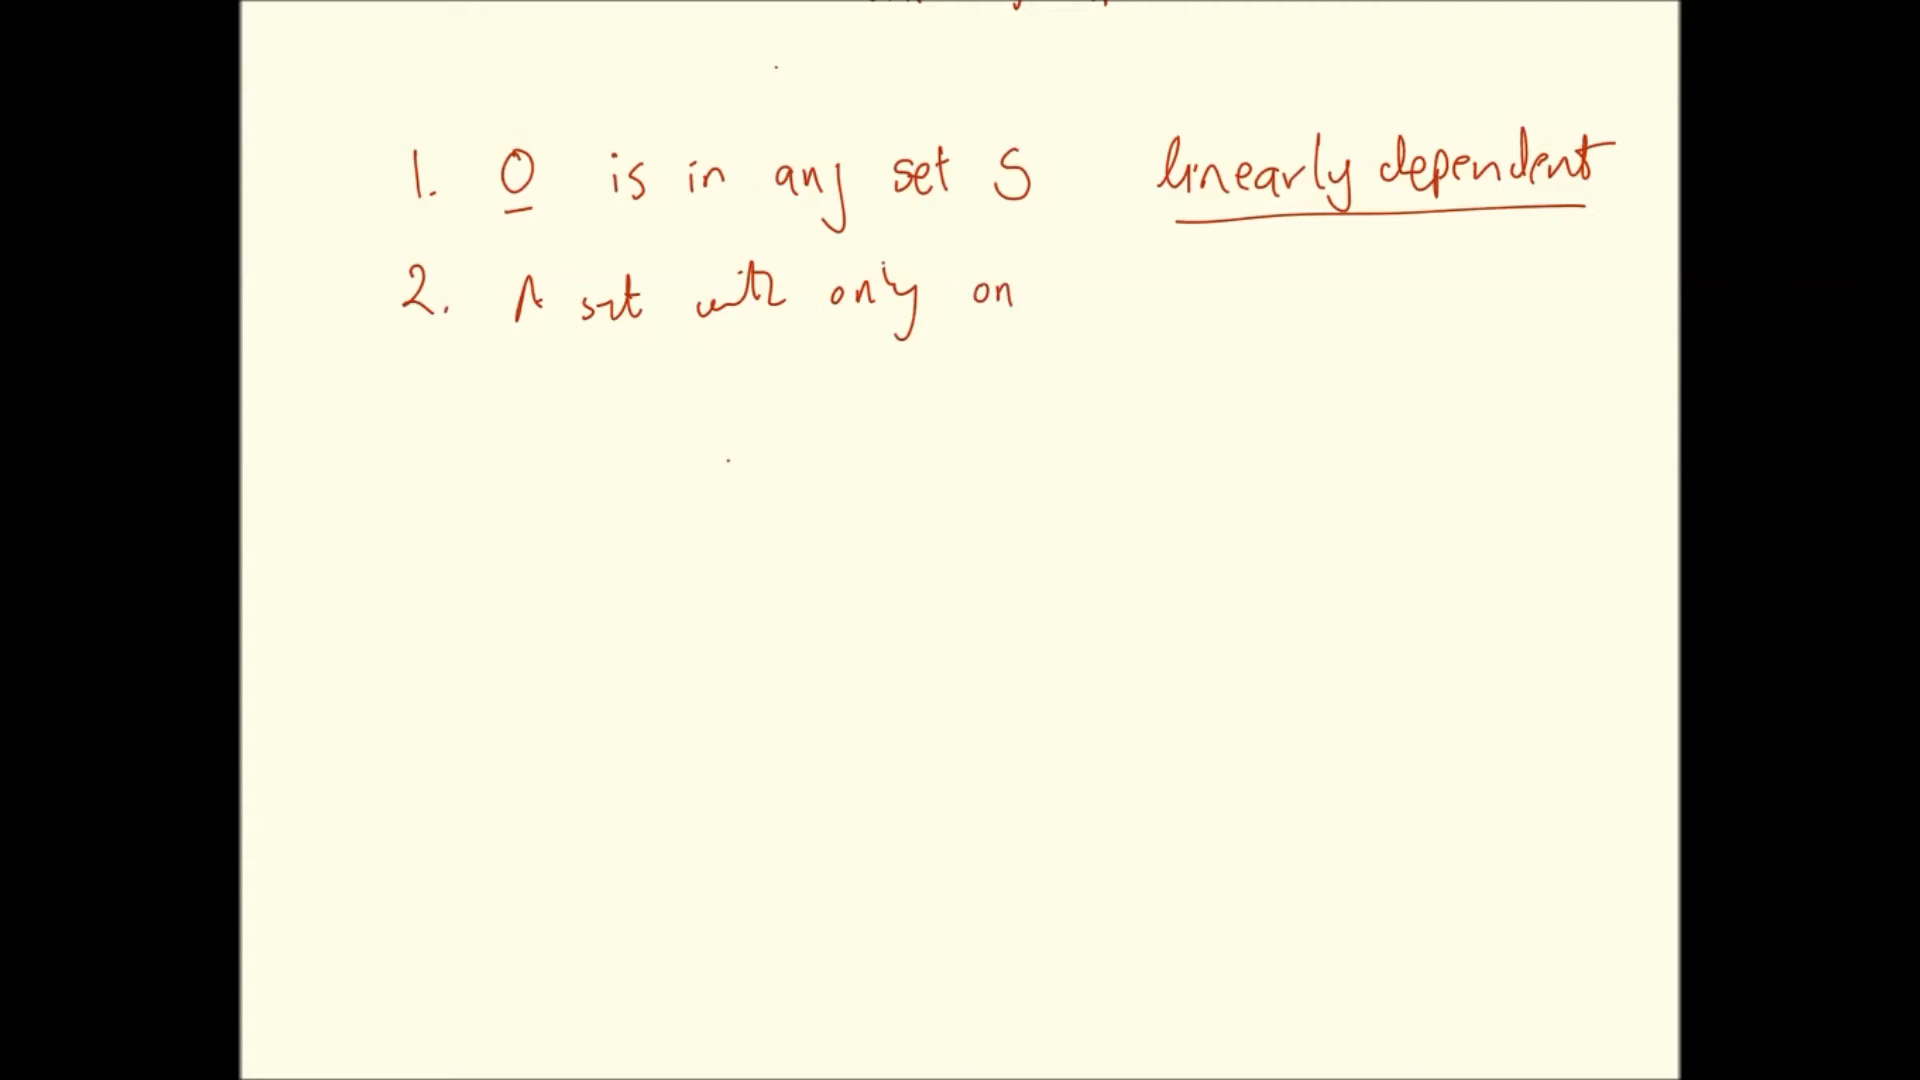 1. 0 is in any set S linearly dependent
2. A set with only on